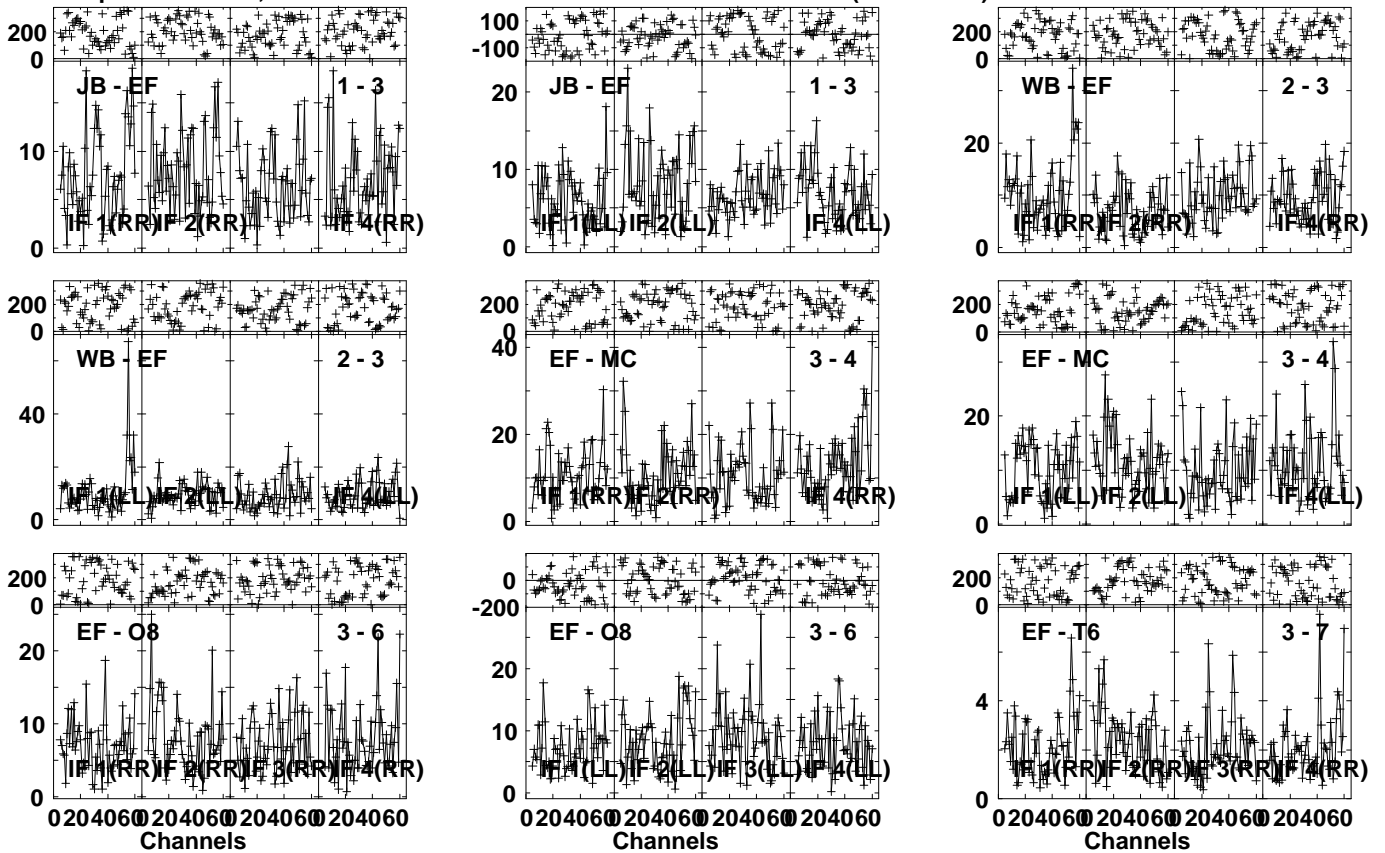 200
0
100
-100
200
0
JB - EF 1 - 3
JB - EF 1 - 3
WB - EF 2 - 3
10
0
20
10
0
20
0
IF 1(RR) IF 2(RR) IF 4(RR)
IF 1(LL) IF 2(LL) IF 4(LL)
IF 1(RR) IF 2(RR) IF 4(RR)
200
0
200
0
200
0
WB - EF 2 - 3
EF - MC 3 - 4
EF - MC 3 - 4
40
20
0
40
20
0
20
0
IF 1(LL) IF 2(LL) IF 4(LL)
IF 1(RR) IF 2(RR) IF 4(RR)
IF 1(LL) IF 2(LL) IF 4(LL)
200
0
0
-200
200
0
EF - O8 3 - 6
EF - O8 3 - 6
EF - T6 3 - 7
20
10
0
20
10
0
4
0
IF 1(RR) IF 2(RR) IF 3(RR) IF 4(RR)
IF 1(LL) IF 2(LL) IF 3(LL) IF 4(LL)
IF 1(RR) IF 2(RR) IF 3(RR) IF 4(RR)
0 20 40 60 0 20 40 60 0 20 40 60 0 20 40 60
0 20 40 60 0 20 40 60 0 20 40 60 0 20 40 60
0 20 40 60 0 20 40 60 0 20 40 60 0 20 40 60
Channels
Channels
Channels